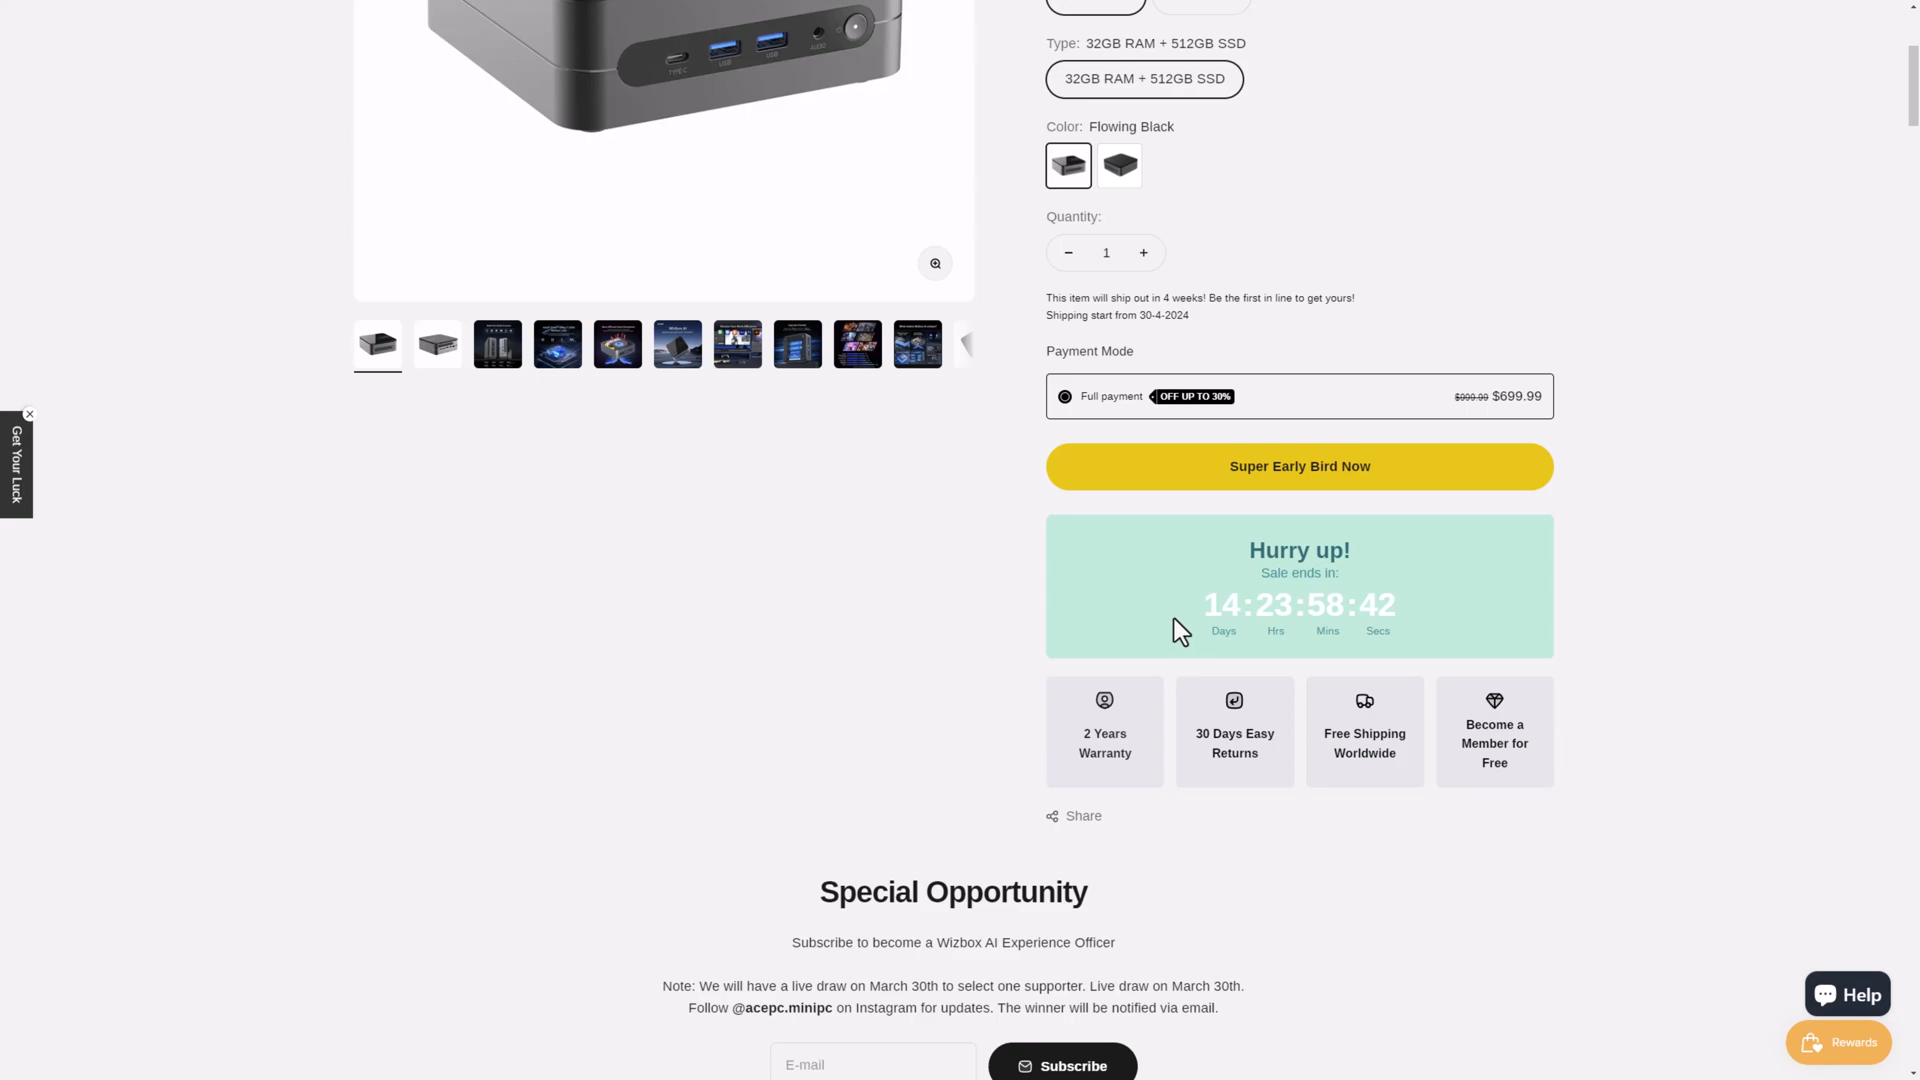 TYPE C
USB
USB
AUDIO
Type: 32GB RAM + 512GB SSD
32GB RAM + 512GB SSD
Color: Flowing Black
Quantity:
- 1 +
This item will ship out in 4 weeks! Be the first in line to get yours!
Shipping start from 30-4-2024
Payment Mode
Full payment OFF UP TO 30% $999.99 $699.99
Super Early Bird Now
Hurry up!
Sale ends in:
14:23:58:42
Days Hrs Mins Secs
2 Years
Warranty
30 Days Easy
Returns
Free Shipping
Worldwide
Become a
Member for
Free
Share
Get Your Luck
Special Opportunity
Subscribe to become a Wizbox AI Experience Officer
Note: We will have a live draw on March 30th to select one supporter. Live draw on March 30th.
Follow @acepc.minipc on Instagram for updates. The winner will be notified via email.
E-mail
Subscribe
Help
Rewards